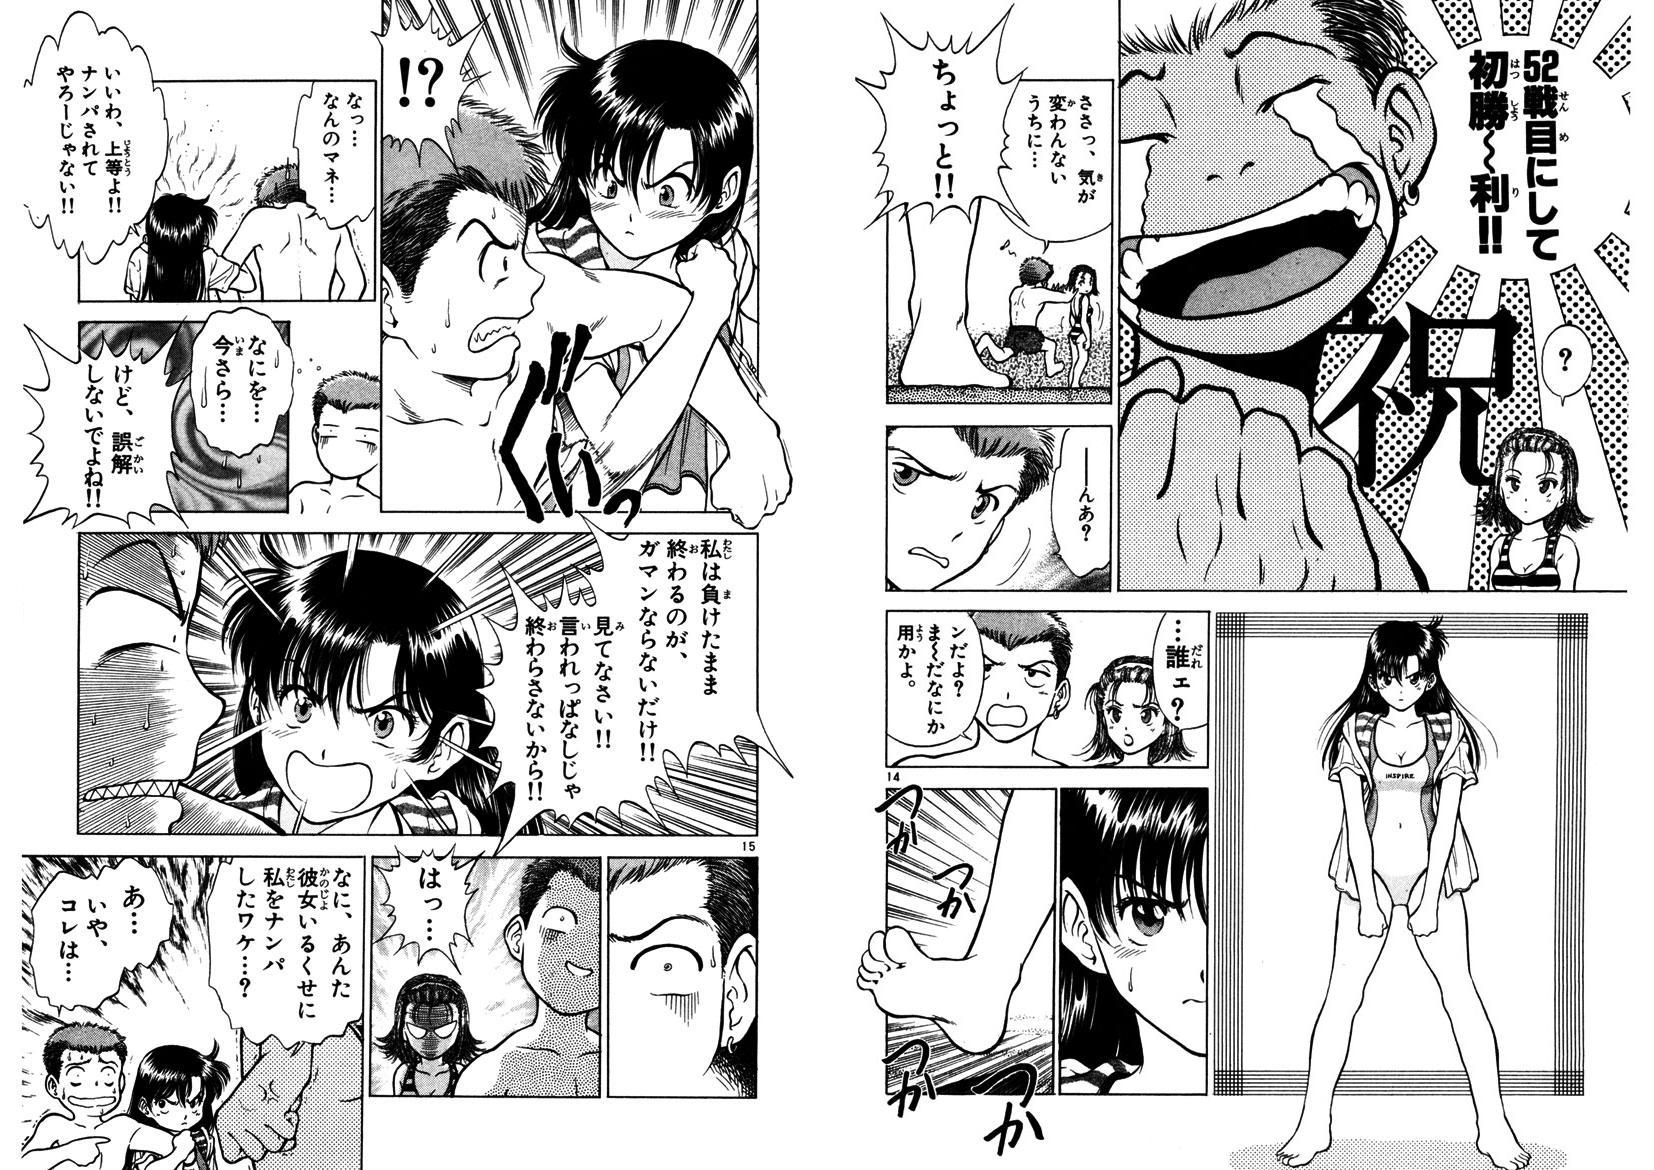 52戦目にして
初勝〜利!!
祝
?
ささっ、気が
変わんない
うちに…
ちょっと!!
──んあ?
…誰ェ?
ンだよ?
ま〜だなにか
用かよ。
INSPIRE
14
つか
つか
つか
つか
!?
ぐいっ
なっ…
なんのマネ…
いいわ、上等よ!!
ナンパされて
やろーじゃない!!
なにを…
今さら…
けど、誤解
しないでよね!!
私は負けたまま
終わるのが、
ガマンならないだけ!!
見てなさい!!
言われっぱなしじゃ
終わらさないから!!
15
はっ…
なに、あんた
彼女いるくせに
私をナンパ
したワケ…?
あ…
いや、
コレは…